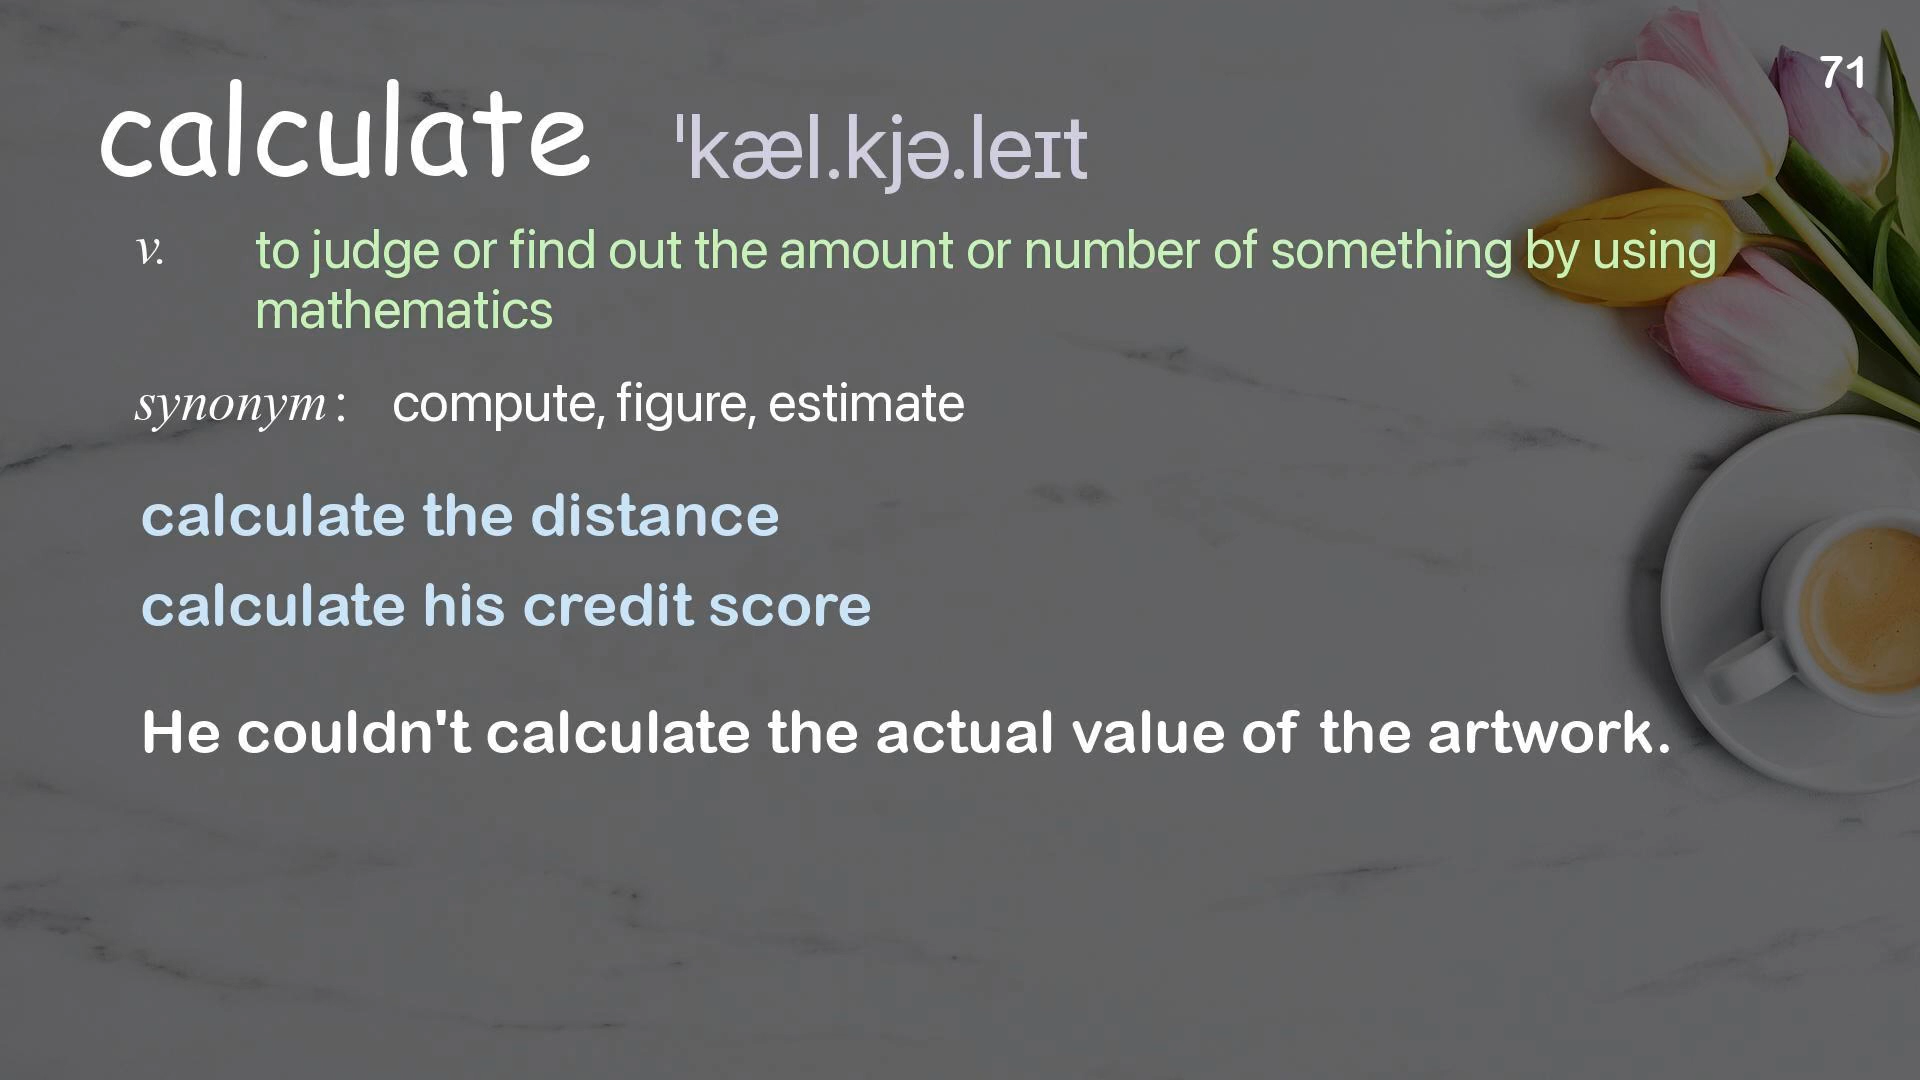 71
calculate ˈkæl.kjə.leɪt
v. to judge or find out the amount or number of something by using
mathematics
synonym : compute, figure, estimate
calculate the distance
calculate his credit score
He couldn't calculate the actual value of the artwork.